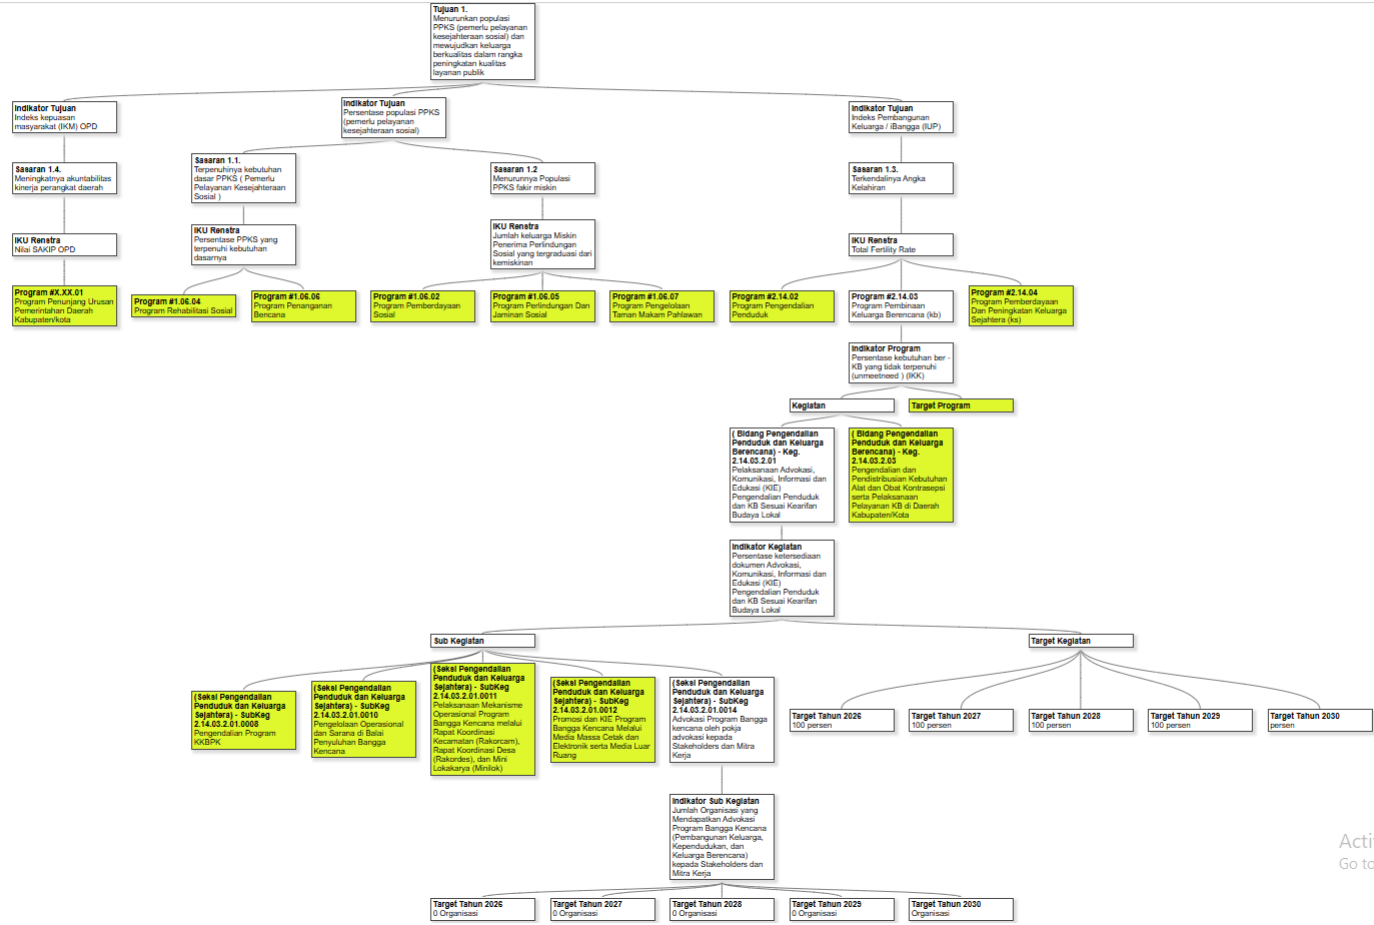 Tujuan 1.
Menurunkan populasi
PPKS (pemerlu pelayanan
kesejahteraan sosial) dan
mewujudkan keluarga
berkualitas dalam rangka
peningkatan kualitas
layanan publik
Indikator Tujuan
Indeks kepuasan
masyarakat (IKM) OPD
Indikator Tujuan
Persentase populasi PPKS
(pemerlu pelayanan
kesejahteraan sosial)
Indikator Tujuan
Indeks Pembangunan
Keluarga / iBangga (IUP)
Sasaran 1.4.
Meningkatnya akuntabilitas
kinerja perangkat daerah
Sasaran 1.1.
Terpenuhinya kebutuhan
dasar PPKS ( Pemerlu
Pelayanan Kesejahteraan
Sosial )
Sasaran 1.2
Menurunnya Populasi
PPKS fakir miskin
Sasaran 1.3.
Terkendalinya Angka
Kelahiran
IKU Renstra
Nilai SAKIP OPD
IKU Renstra
Persentase PPKS yang
terpenuhi kebutuhan
dasarnya
IKU Renstra
Jumlah keluarga Miskin
Penerima Perlindungan
Sosial yang tergraduasi dari
kemiskinan
IKU Renstra
Total Fertility Rate
Program #X.XX.01
Program Penunjang Urusan
Pemerintahan Daerah
Kabupaten/kota
Program #1.06.04
Program Rehabilitasi Sosial
Program #1.06.06
Program Penanganan
Bencana
Program #1.06.02
Program Pemberdayaan
Sosial
Program #1.06.05
Program Perlindungan Dan
Jaminan Sosial
Program #1.06.07
Program Pengelolaan
Taman Makam Pahlawan
Program #2.14.02
Program Pengendalian
Penduduk
Program #2.14.03
Program Pembinaan
Keluarga Berencana (kb)
Program #2.14.04
Program Pemberdayaan
Dan Peningkatan Keluarga
Sejahtera (ks)
Indikator Program
Persentase kebutuhan ber -
KB yang tidak terpenuhi
(unmeetneed ) (IKK)
Kegiatan
Target Program
( Bidang Pengendalian
Penduduk dan Keluarga
Berencana) - Keg.
2.14.03.2.01
Pelaksanaan Advokasi,
Komunikasi, Informasi dan
Edukasi (KIE)
Pengendalian Penduduk
dan KB Sesuai Kearifan
Budaya Lokal
( Bidang Pengendalian
Penduduk dan Keluarga
Berencana) - Keg.
2.14.03.2.03
Pengendalian dan
Pendistribusian Kebutuhan
Alat dan Obat Kontrasepsi
serta Pelaksanaan
Pelayanan KB di Daerah
Kabupaten/Kota
Indikator Kegiatan
Persentase ketersediaan
dokumen Advokasi,
Komunikasi, Informasi dan
Edukasi (KIE)
Pengendalian Penduduk
dan KB Sesuai Kearifan
Budaya Lokal
Sub Kegiatan
Target Kegiatan
(Seksi Pengendalian
Penduduk dan Keluarga
Sejahtera) - SubKeg
2.14.03.2.01.0008
Pengendalian Program
KKBPK
(Seksi Pengendalian
Penduduk dan Keluarga
Sejahtera) - SubKeg
2.14.03.2.01.0010
Pengelolaan Operasional
dan Sarana di Balai
Penyuluhan Bangga
Kencana
(Seksi Pengendalian
Penduduk dan Keluarga
Sejahtera) - SubKeg
2.14.03.2.01.0011
Pelaksanaan Mekanisme
Operasional Program
Bangga Kencana melalui
Rapat Koordinasi
Kecamatan (Rakorcam),
Rapat Koordinasi Desa
(Rakordes), dan Mini
Lokakarya (Minilok)
(Seksi Pengendalian
Penduduk dan Keluarga
Sejahtera) - SubKeg
2.14.03.2.01.0012
Promosi dan KIE Program
Bangga Kencana Melalui
Media Massa Cetak dan
Elektronik serta Media Luar
Ruang
(Seksi Pengendalian
Penduduk dan Keluarga
Sejahtera) - SubKeg
2.14.03.2.01.0014
Advokasi Program Bangga
kencana oleh pokja
advokasi kepada
Stakeholders dan Mitra
Kerja
Target Tahun 2026
100 persen
Target Tahun 2027
100 persen
Target Tahun 2028
100 persen
Target Tahun 2029
100 persen
Target Tahun 2030
persen
Indikator Sub Kegiatan
Jumlah Organisasi yang
Mendapatkan Advokasi
Program Bangga Kencana
(Pembangunan Keluarga,
Kependudukan, dan
Keluarga Berencana)
kepada Stakeholders dan
Mitra Kerja
Target Tahun 2026
0 Organisasi
Target Tahun 2027
0 Organisasi
Target Tahun 2028
0 Organisasi
Target Tahun 2029
0 Organisasi
Target Tahun 2030
Organisasi
Acti
Go to